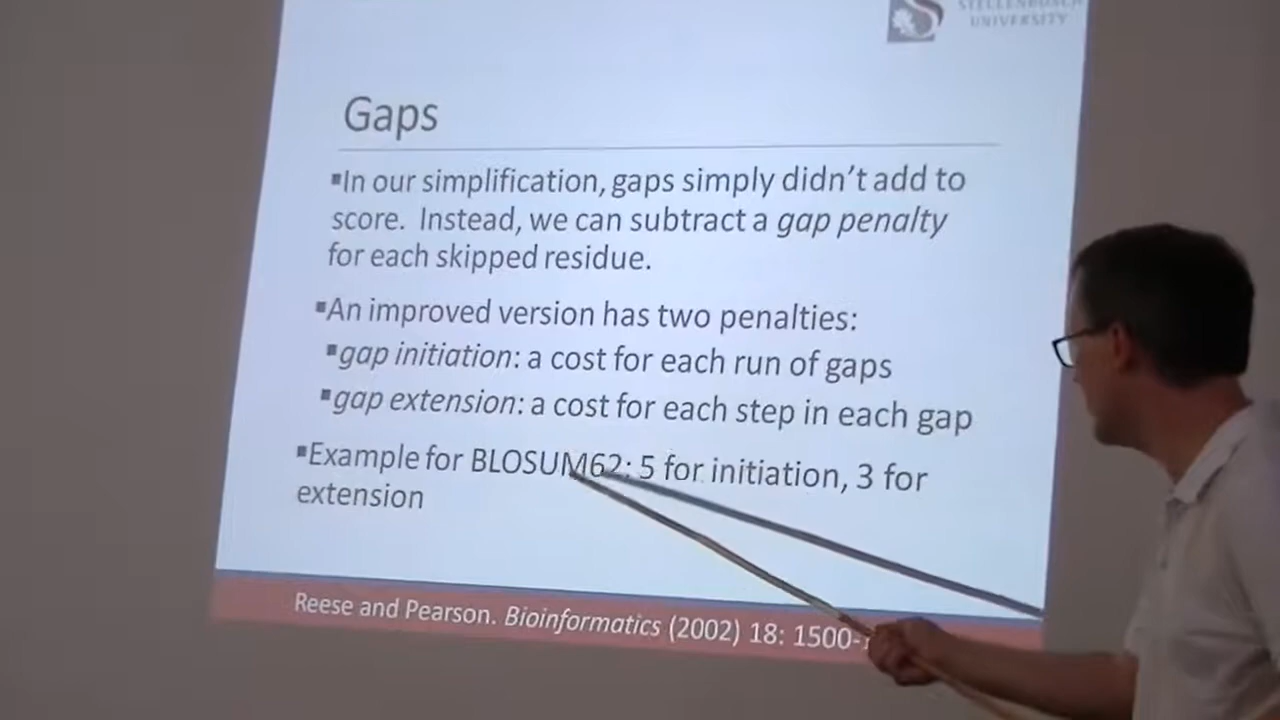 STELLENBOSCH
UNIVERSITY
Gaps
▪In our simplification, gaps simply didn't add to
score. Instead, we can subtract a gap penalty
for each skipped residue.
▪An improved version has two penalties:
▪gap initiation: a cost for each run of gaps
▪gap extension: a cost for each step in each gap
▪Example for BLOSUM62: 5 for initiation, 3 for
extension
Reese and Pearson. Bioinformatics (2002) 18: 1500-